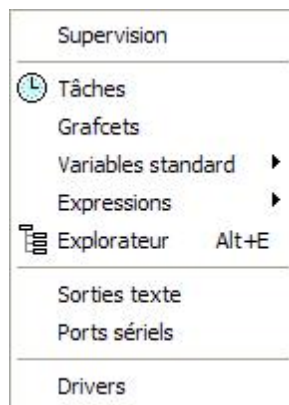 Supervision
Tâches
Grafcets
Variables standard
Expressions
Explorateur Alt+E
Sorties texte
Ports sériels
Drivers